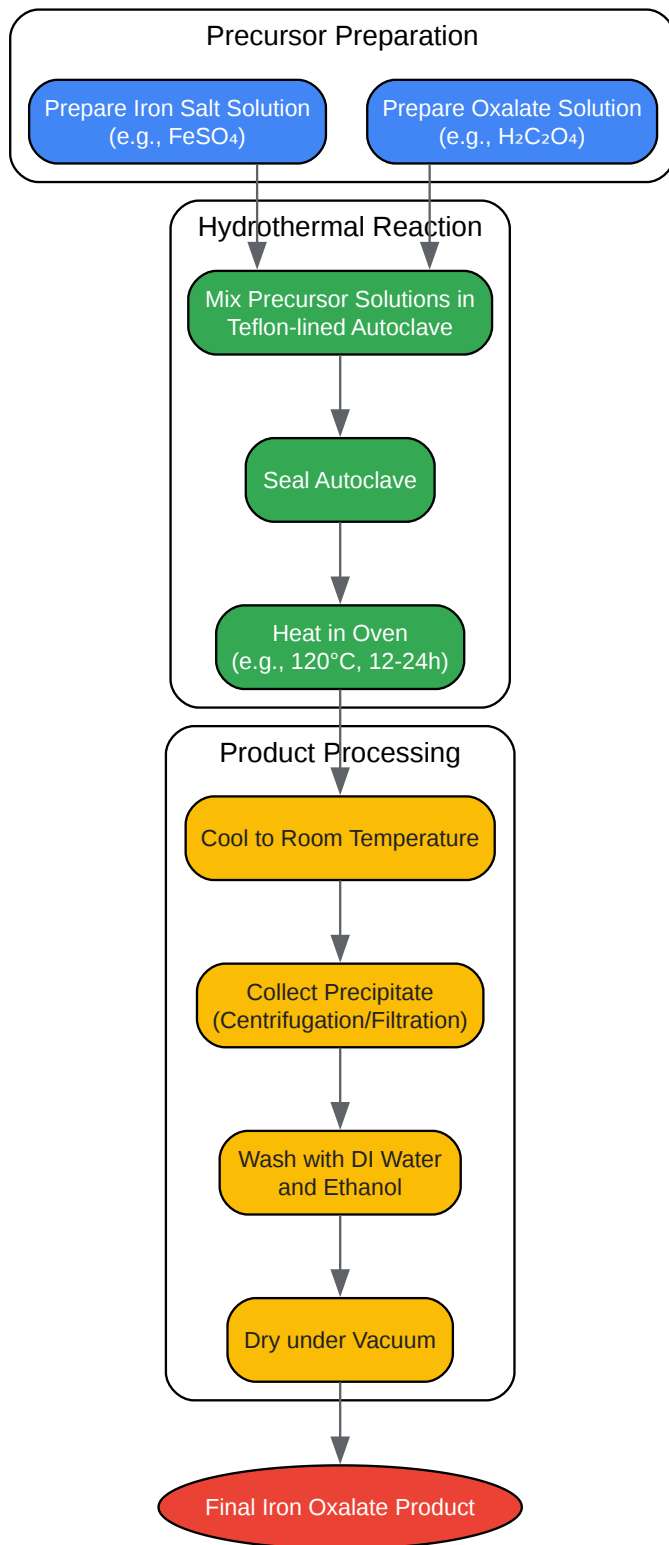 Precursor Preparation
Prepare Iron Salt Solution
(e.g., FeSO₄)
Prepare Oxalate Solution
(e.g., H₂C₂O₄)
Hydrothermal Reaction
Mix Precursor Solutions in
Teflon-lined Autoclave
Seal Autoclave
Heat in Oven
(e.g., 120°C, 12-24h)
Product Processing
Cool to Room Temperature
Collect Precipitate
(Centrifugation/Filtration)
Wash with DI Water
and Ethanol
Dry under Vacuum
Final Iron Oxalate Product